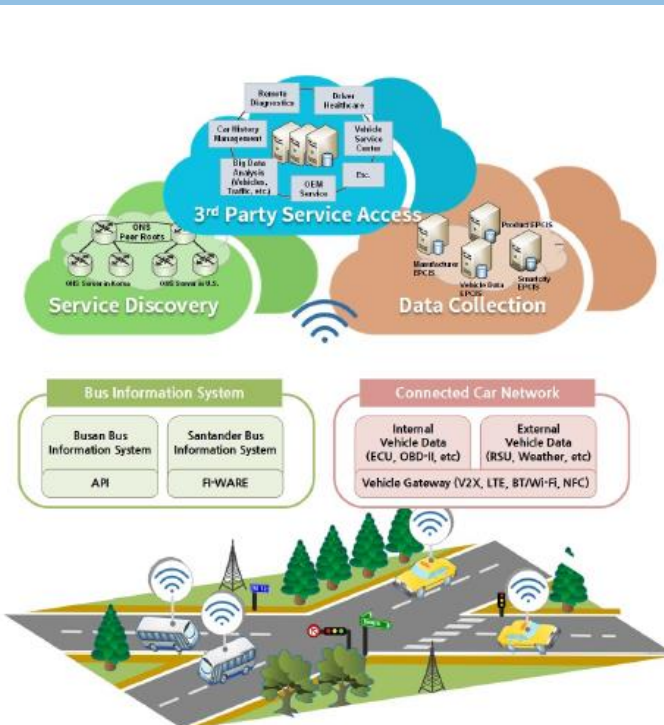 Remote
Diagnostics
Driver
Healthcare
Car History
Management
Vehicle
Service
Center
Big Data
Analysis
(Vehicles,
Traffic, etc)
OEM
Service
Etc.
3rd Party Service Access
ONS
Peer Roots
ONS Server in Korea
ONS Server in U.S.
Service Discovery
Product EPCIS
Manufacturer
EPCIS
Vehicle Data
EPCIS
Smartcity
EPCIS
Data Collection
Bus Information System
Busan Bus
Information System
API
Santander Bus
Information System
FI-WARE
Connected Car Network
Internal
Vehicle Data
(ECU, OBD-II, etc)
External
Vehicle Data
(RSU, Weather, etc)
Vehicle Gateway (V2X, LTE, BT/Wi-Fi, NFC)